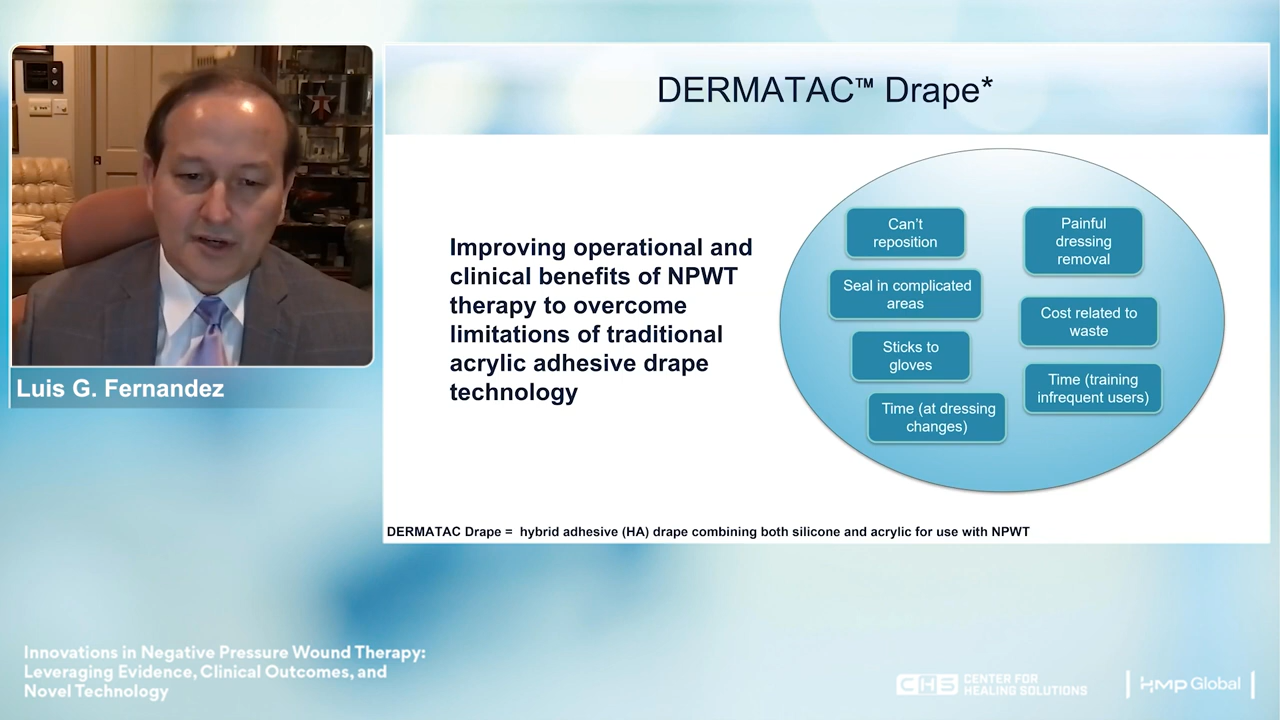 DERMATAC™ Drape*
Improving operational and
clinical benefits of NPWT
therapy to overcome
limitations of traditional
acrylic adhesive drape
technology
Can't
reposition
Seal in complicated
areas
Sticks to
gloves
Time (at dressing
changes)
Painful
dressing
removal
Cost related to
waste
Time (training
infrequent users)
DERMATAC Drape = hybrid adhesive (HA) drape combining both silicone and acrylic for use with NPWT
Luis G. Fernandez
Innovations in Negative Pressure Wound Therapy:
Leveraging Evidence, Clinical Outcomes, and
Novel Technology
CHS CENTER FOR
HEALING SOLUTIONS
HMP Global